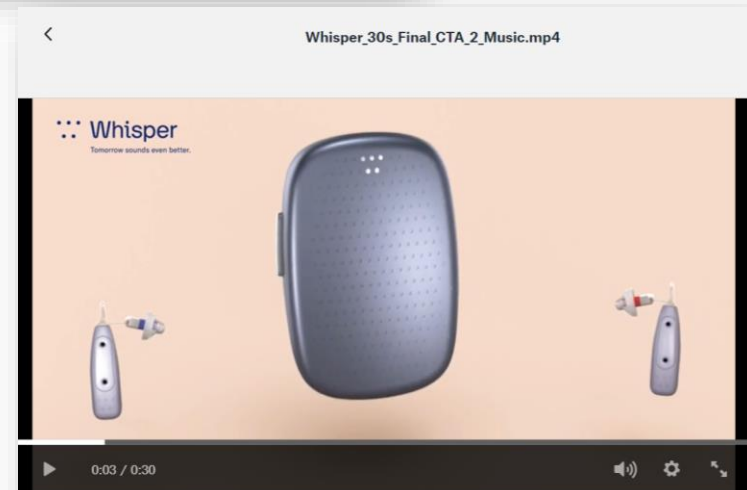 Whisper_30s_Final_CTA_2_Music.mp4
Whisper
Tomorrow sounds even better.
0:03 / 0:30